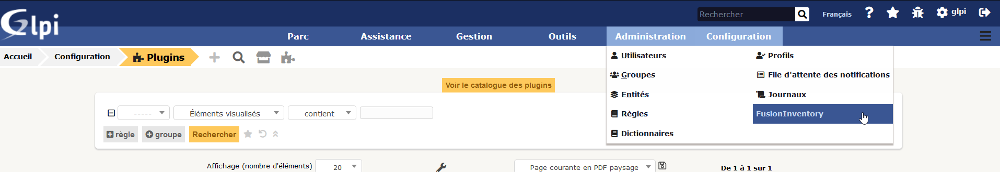 Glpi
Rechercher Français ? glpi
Parc Assistance Gestion Outils Administration Configuration
Accueil Configuration Plugins
Utilisateurs Profils
Groupes File d'attente des notifications
Entités Journaux
Règles FusionInventory
Dictionnaires
Voir le catalogue des plugins
----- Éléments visualisés contient
règle groupe Rechercher
Affichage (nombre d'éléments) 20 Page courante en PDF paysage De 1 à 1 sur 1